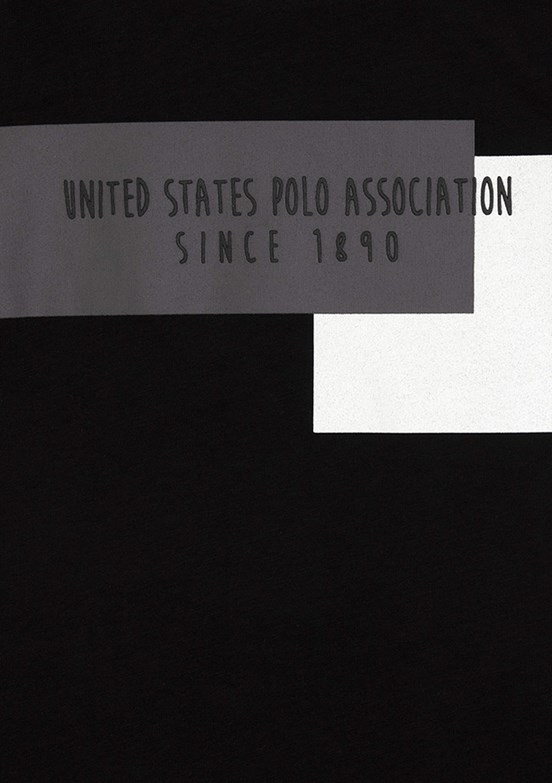 UNITED STATES POLO ASSOCIATION
SINCE 1890